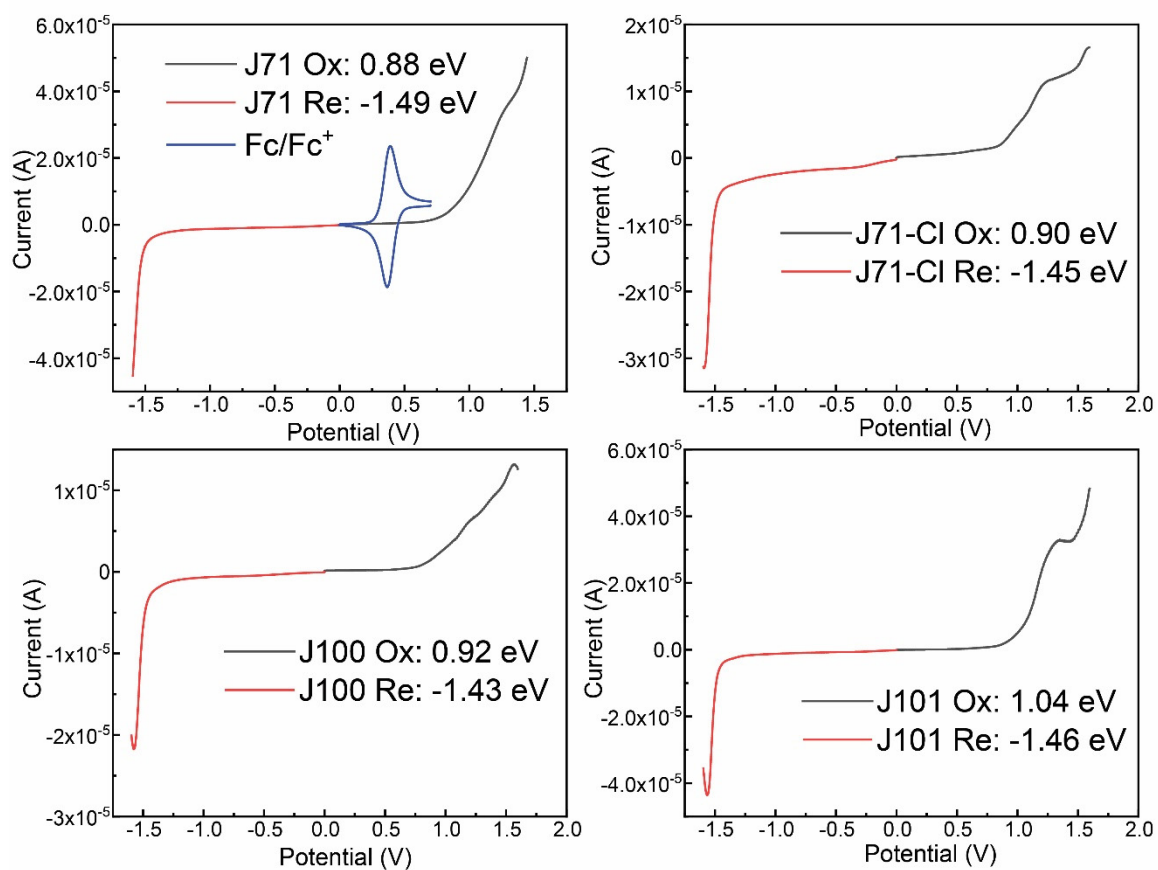 6.0x10-5
4.0x10-5
2.0x10-5
0.0
-2.0x10-5
-4.0x10-5
Current (A)
J71 Ox: 0.88 eV
J71 Re: -1.49 eV
Fc/Fc+
-1.5 -1.0 -0.5 0.0 0.5 1.0 1.5
Potential (V)
2x10-5
1x10-5
0
-1x10-5
-2x10-5
-3x10-5
Current (A)
J71-Cl Ox: 0.90 eV
J71-Cl Re: -1.45 eV
-1.5 -1.0 -0.5 0.0 0.5 1.0 1.5 2.0
Potential (V)
1x10-5
0
-1x10-5
-2x10-5
-3x10-5
Current (A)
J100 Ox: 0.92 eV
J100 Re: -1.43 eV
-1.5 -1.0 -0.5 0.0 0.5 1.0 1.5 2.0
Potential (V)
6.0x10-5
4.0x10-5
2.0x10-5
0.0
-2.0x10-5
-4.0x10-5
Current (A)
J101 Ox: 1.04 eV
J101 Re: -1.46 eV
-1.5 -1.0 -0.5 0.0 0.5 1.0 1.5 2.0
Potential (V)